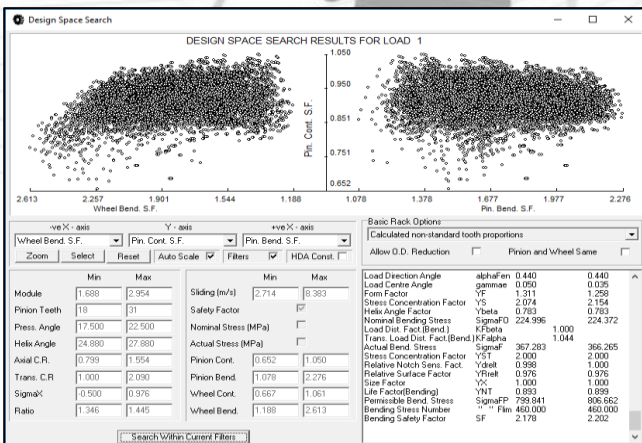 Design Space Search
DESIGN SPACE SEARCH RESULTS FOR LOAD 1
1.050
0.950
0.851
0.751
0.652
Pin. Cont. S.F.
2.613 2.257 1.901 1.544 1.188 1.078 1.378 1.677 1.977 2.276
Wheel Bend. S.F. Pin. Bend. S.F.
-ve X - axis Y - axis +ve X - axis
Wheel Bend. S.F. Pin. Cont. S.F. Pin. Bend. S.F.
Zoom Select Reset Auto Scale Filters HDA Const.
Basic Rack Options
Calculated non-standard tooth proportions
Allow O.D. Reduction Pinion and Wheel Same
Min Max
Module 1.688 2.954
Pinion Teeth 18 31
Press. Angle 17.500 22.500
Helix Angle 24.880 27.880
Axial C.R. 0.799 1.554
Trans. C.R 1.000 2.090
SigmaX -0.500 0.976
Ratio 1.346 1.445
Min Max
Sliding (m/s) 2.714 8.383
Safety Factor
Nominal Stress (MPa)
Actual Stress (MPa)
Pinion Cont. 0.652 1.050
Pinion Bend. 1.078 2.276
Wheel Cont. 0.667 1.061
Wheel Bend. 1.188 2.613
Search Within Current Filters
Load Direction Angle alphaFen 0.440 0.440
Load Centre Angle gammae 0.050 0.035
Form Factor YF 1.311 1.258
Stress Concentration Factor YS 2.074 2.154
Helix Angle Factor Ybeta 0.783 0.783
Nominal Bending Stress SigmaFO 224.996 224.372
Load Dist. Fact.(Bend.) KFbeta 1.000
Trans. Load Dist. Fact.(Bend.)KFalpha 1.044
Actual Bend. Stress SigmaF 367.283 366.265
Stress Concentration Factor YST 2.000 2.000
Relative Notch Sens. Fact. Ydrelt 0.998 1.000
Relative Surface Factor YRrelt 0.976 0.976
Size Factor YX 1.000 1.000
Life Factor(Bending) YNT 0.893 0.899
Permissible Bend. Stress SigmaFP 799.841 806.662
Bending Stress Number " " Flim 460.000 460.000
Bending Safety Factor SF 2.178 2.202